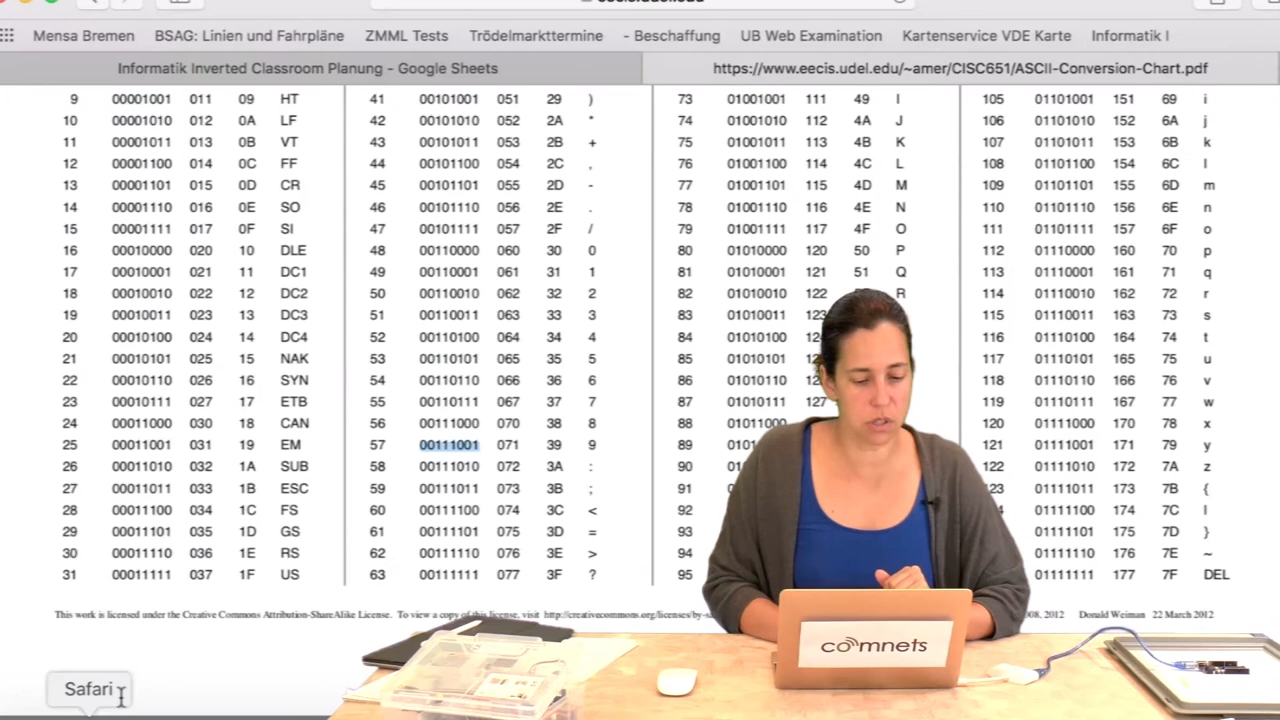 eecis.udel.edu
Mensa Bremen BSAG: Linien und Fahrpläne ZMML Tests Trödelmarkttermine - Beschaffung UB Web Examination Kartenservice VDE Karte Informatik I
Informatik Inverted Classroom Planung - Google Sheets https://www.eecis.udel.edu/~amer/CISC651/ASCII-Conversion-Chart.pdf
9 00001001 011 09 HT 41 00101001 051 29 ) 73 01001001 111 49 I 105 01101001 151 69 i
10 00001010 012 0A LF 42 00101010 052 2A * 74 01001010 112 4A J 106 01101010 152 6A j
11 00001011 013 0B VT 43 00101011 053 2B + 75 01001011 113 4B K 107 01101011 153 6B k
12 00001100 014 0C FF 44 00101100 054 2C , 76 01001100 114 4C L 108 01101100 154 6C l
13 00001101 015 0D CR 45 00101101 055 2D - 77 01001101 115 4D M 109 01101101 155 6D m
14 00001110 016 0E SO 46 00101110 056 2E . 78 01001110 116 4E N 110 01101110 156 6E n
15 00001111 017 0F SI 47 00101111 057 2F / 79 01001111 117 4F O 111 01101111 157 6F o
16 00010000 020 10 DLE 48 00110000 060 30 0 80 01010000 120 50 P 112 01110000 160 70 p
17 00010001 021 11 DC1 49 00110001 061 31 1 81 01010001 121 51 Q 113 01110001 161 71 q
18 00010010 022 12 DC2 50 00110010 062 32 2 82 01010010 122 R 114 01110010 162 72 r
19 00010011 023 13 DC3 51 00110011 063 33 3 83 01010011 123 115 01110011 163 73 s
20 00010100 024 14 DC4 52 00110100 064 34 4 84 01010100 12 116 01110100 164 74 t
21 00010101 025 15 NAK 53 00110101 065 35 5 85 01010101 12 117 01110101 165 75 u
22 00010110 026 16 SYN 54 00110110 066 36 6 86 01010110 12 118 01110110 166 76 v
23 00010111 027 17 ETB 55 00110111 067 37 7 87 01010111 127 119 01110111 167 77 w
24 00011000 030 18 CAN 56 00111000 070 38 8 88 01011000 120 01111000 170 78 x
25 00011001 031 19 EM 57 00111001 071 39 9 89 010 121 01111001 171 79 y
26 00011010 032 1A SUB 58 00111010 072 3A : 90 122 01111010 172 7A z
27 00011011 033 1B ESC 59 00111011 073 3B ; 91 123 01111011 173 7B {
28 00011100 034 1C FS 60 00111100 074 3C < 92 01111100 174 7C |
29 00011101 035 1D GS 61 00111101 075 3D = 93 01111101 175 7D }
30 00011110 036 1E RS 62 00111110 076 3E > 94 01111110 176 7E ~
31 00011111 037 1F US 63 00111111 077 3F ? 95 01111111 177 7F DEL
This work is licensed under the Creative Commons Attribution-ShareAlike License. To view a copy of this license, visit http://creativecommons.org/licenses/by-s 2012 Donald Weiman 22 March 2012
comnets
Safari